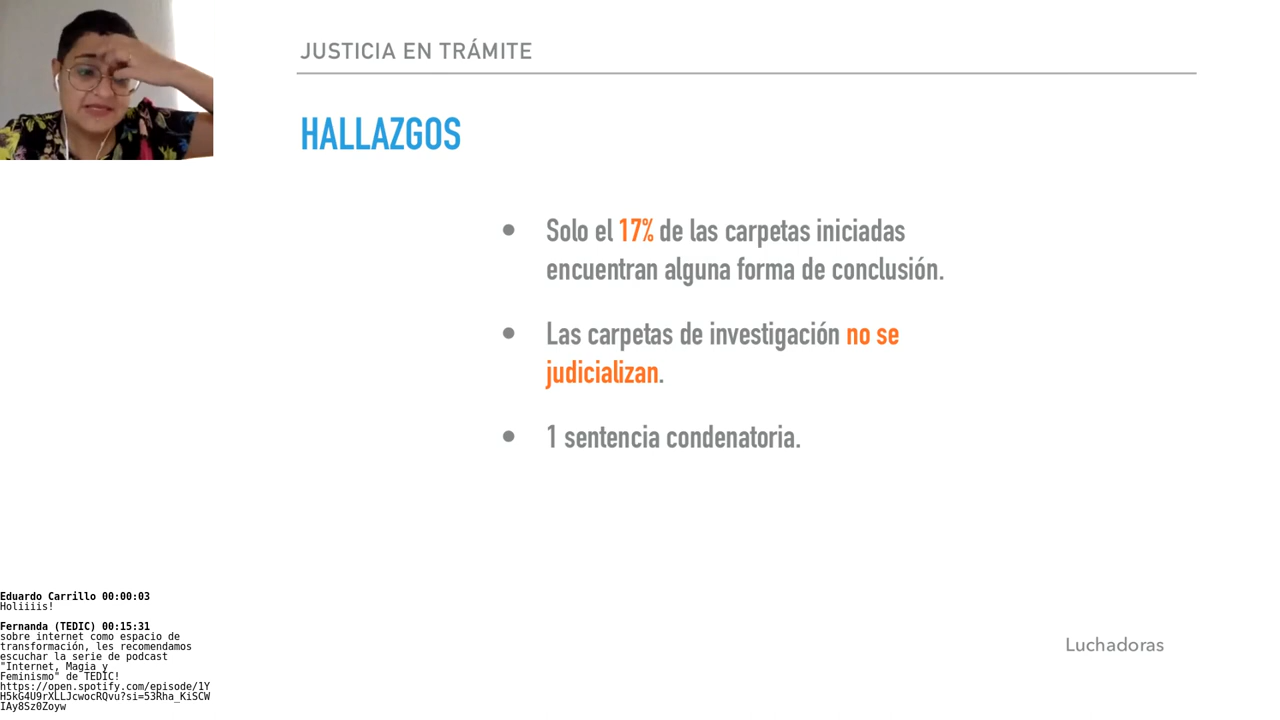 JUSTICIA EN TRÁMITE
HALLAZGOS
• Solo el 17% de las carpetas iniciadas
encuentran alguna forma de conclusión.
• Las carpetas de investigación no se
judicializan.
• 1 sentencia condenatoria.
Luchadoras
Eduardo Carrillo 00:00:03
Holiiiis!
Fernanda (TEDIC) 00:15:31
sobre internet como espacio de
transformación, les recomendamos
escuchar la serie de podcast
"Internet, Magia y
Feminismo" de TEDIC!
https://open.spotify.com/episode/1Y
H5kG4U9rXLLJcwocRQvu?si=53Rha_KiSCW
IAy8Sz0Zoyw